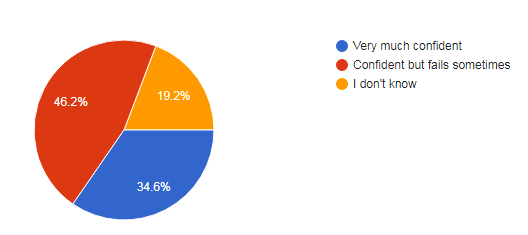 Very much confident
Confident but fails sometimes
I don't know
46.2%
19.2%
34.6%